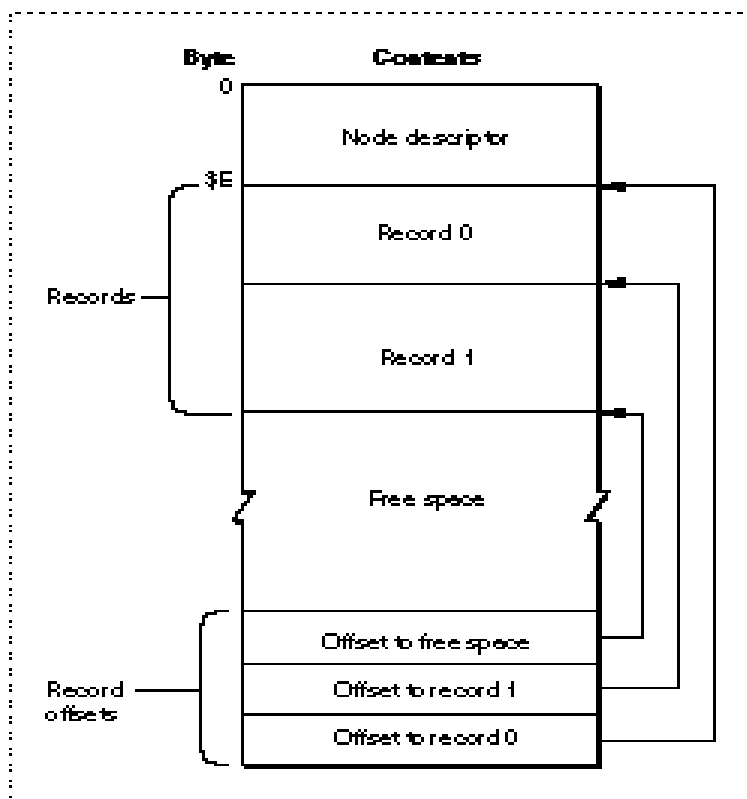 Byte Contents
0
Node descriptor
$E
Record 0
Records
Record 1
Free space
Offset to free space
Record
offsets
Offset to record 1
Offset to record 0